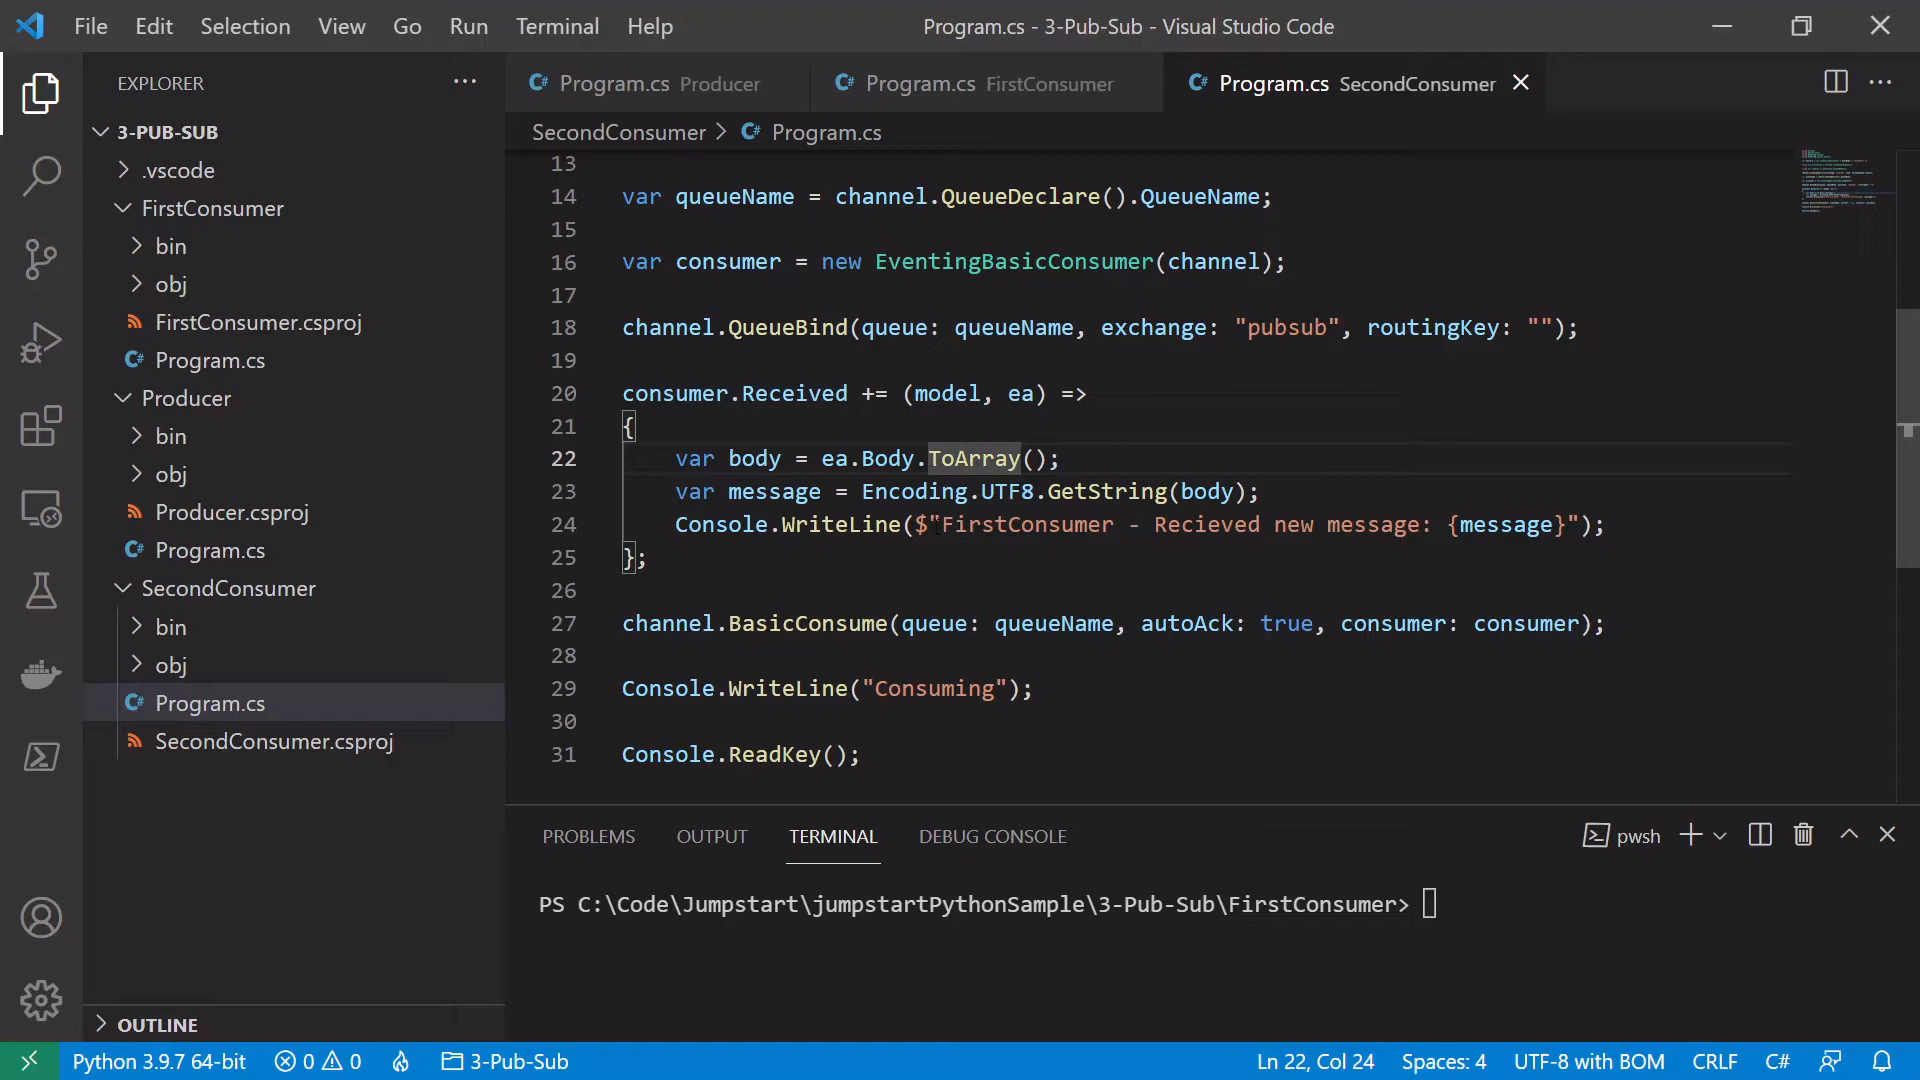 File Edit Selection View Go Run Terminal Help
Program.cs - 3-Pub-Sub - Visual Studio Code
EXPLORER
3-PUB-SUB
.vscode
FirstConsumer
bin
obj
FirstConsumer.csproj
Program.cs
Producer
bin
obj
Producer.csproj
Program.cs
SecondConsumer
bin
obj
Program.cs
SecondConsumer.csproj
OUTLINE
Program.cs Producer
Program.cs FirstConsumer
Program.cs SecondConsumer
SecondConsumer > Program.cs
13
14 var queueName = channel.QueueDeclare().QueueName;
15
16 var consumer = new EventingBasicConsumer(channel);
17
18 channel.QueueBind(queue: queueName, exchange: "pubsub", routingKey: "");
19
20 consumer.Received += (model, ea) =>
21 {
22 var body = ea.Body.ToArray();
23 var message = Encoding.UTF8.GetString(body);
24 Console.WriteLine($"FirstConsumer - Recieved new message: {message}");
25 };
26
27 channel.BasicConsume(queue: queueName, autoAck: true, consumer: consumer);
28
29 Console.WriteLine("Consuming");
30
31 Console.ReadKey();
PROBLEMS OUTPUT TERMINAL DEBUG CONSOLE
pwsh
PS C:\Code\Jumpstart\jumpstartPythonSample\3-Pub-Sub\FirstConsumer>
Python 3.9.7 64-bit 0 0 3-Pub-Sub
Ln 22, Col 24 Spaces: 4 UTF-8 with BOM CRLF C#